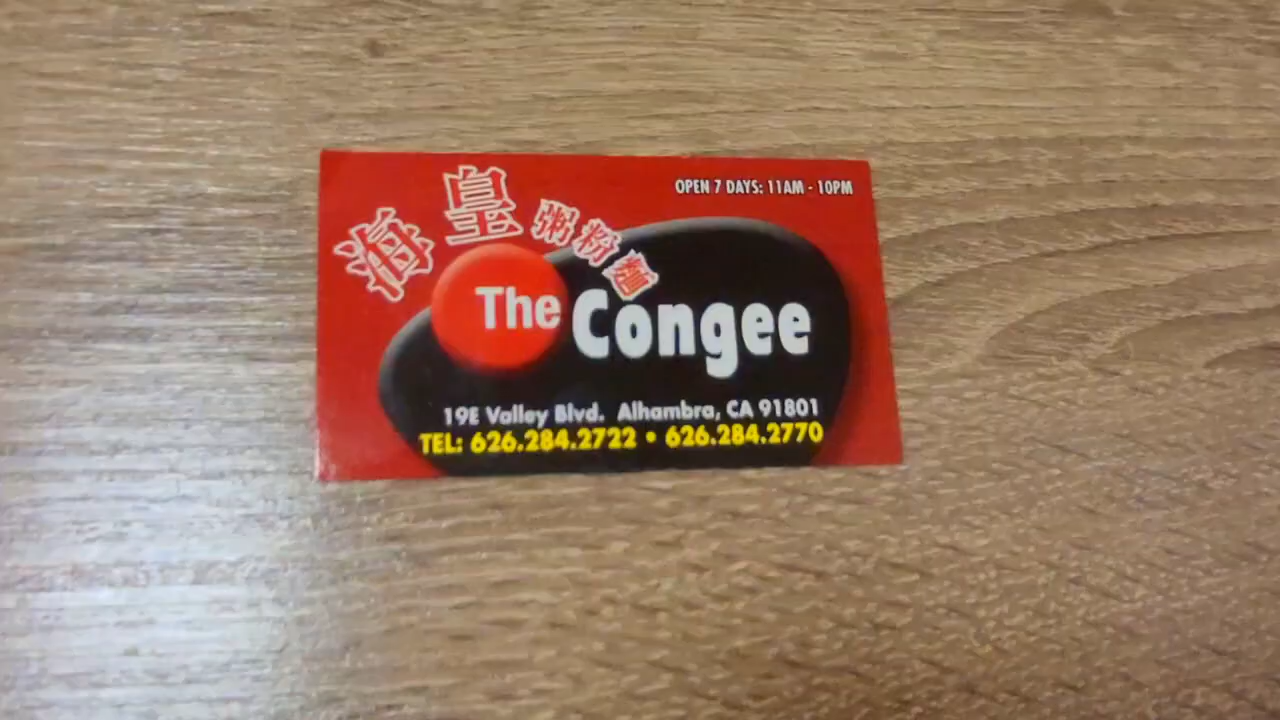 OPEN 7 DAYS: 11AM - 10PM
海皇粥粉麵
The Congee
19E Valley Blvd. Alhambra, CA 91801
TEL: 626.284.2722 • 626.284.2770